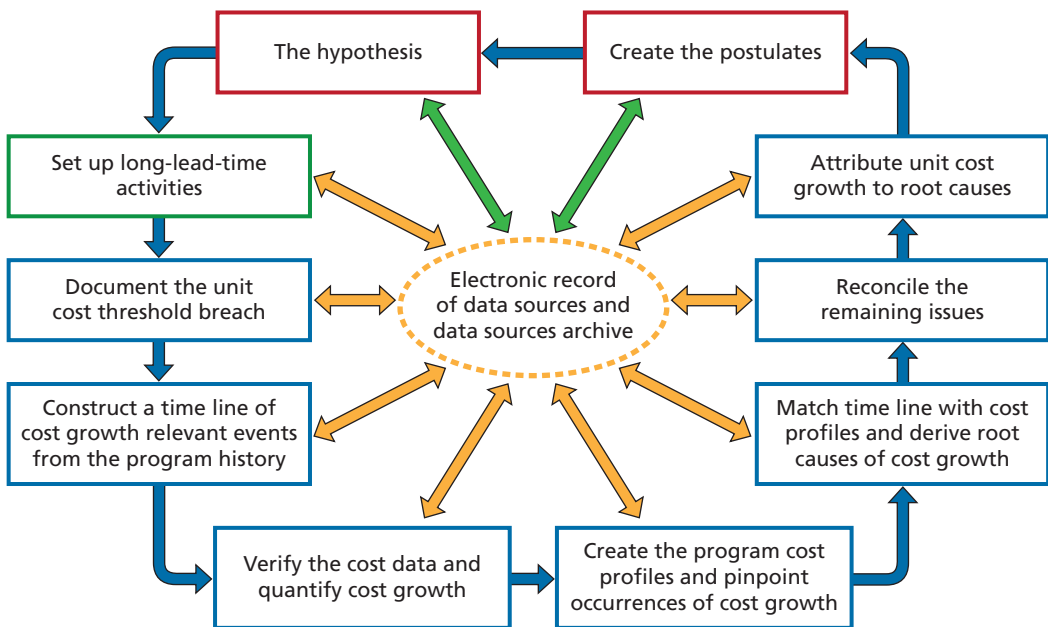 The hypothesis
Create the postulates
Set up long-lead-time
activities
Attribute unit cost
growth to root causes
Document the unit
cost threshold breach
Electronic record
of data sources and
data sources archive
Reconcile the
remaining issues
Construct a time line of
cost growth relevant events
from the program history
Match time line with cost
profiles and derive root
causes of cost growth
Verify the cost data and
quantify cost growth
Create the program cost
profiles and pinpoint
occurrences of cost growth